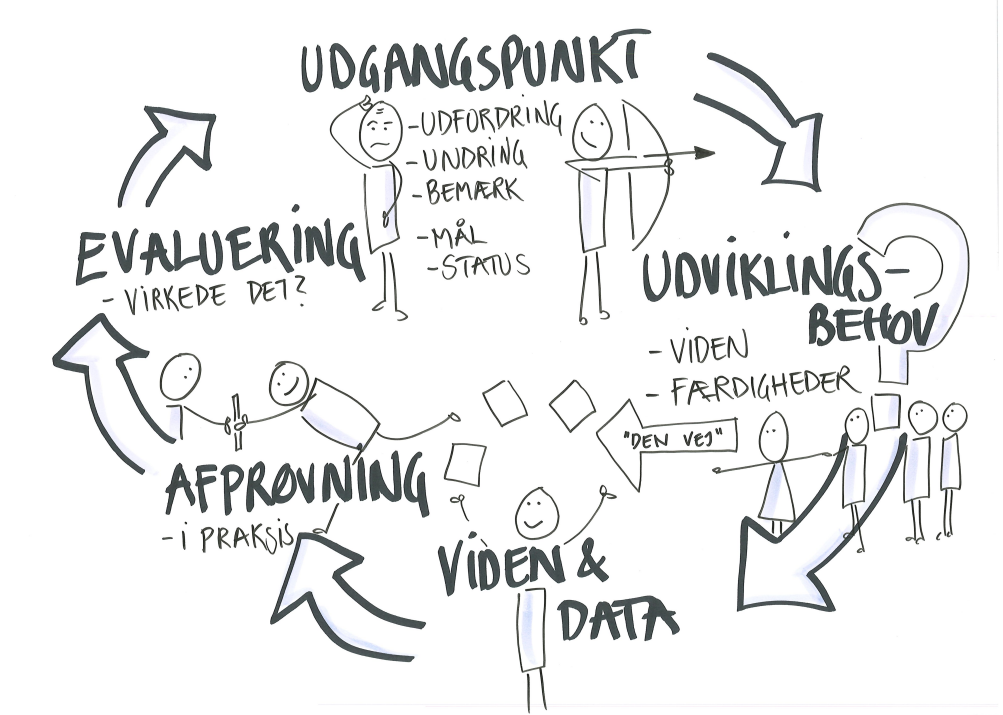 UDGANGSPUNKT
- UDFORDRING
- UNDRING
- BEMÆRK
- MÅL
- STATUS
UDVIKLINGS-
BEHOV
- VIDEN
- FÆRDIGHEDER
"DEN VEJ"
VIDEN &
DATA
AFPRØVNING
- I PRAKSIS
EVALUERING
- VIRKEDE DET?